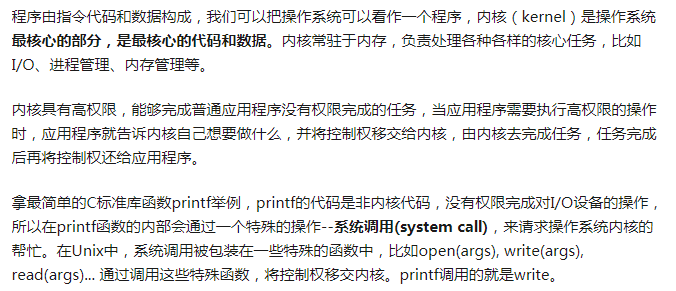 程序由指令代码和数据构成，我们可以把操作系统可以看作一个程序，内核（kernel）是操作系统
最核心的部分，是最核心的代码和数据。内核常驻于内存，负责处理各种各样的核心任务，比如
I/O、进程管理、内存管理等。
内核具有高权限，能够完成普通应用程序没有权限完成的任务，当应用程序需要执行高权限的操作
时，应用程序就告诉内核自己想要做什么，并将控制权移交给内核，由内核去完成任务，任务完成
后再将控制权还给应用程序。
拿最简单的C标准库函数printf举例，printf的代码是非内核代码，没有权限完成对I/O设备的操作，
所以在printf函数的内部会通过一个特殊的操作--系统调用(system call)，来请求操作系统内核的
帮忙。在Unix中，系统调用被包装在一些特殊的函数中，比如open(args), write(args),
read(args)... 通过调用这些特殊函数，将控制权移交内核。printf调用的就是write。